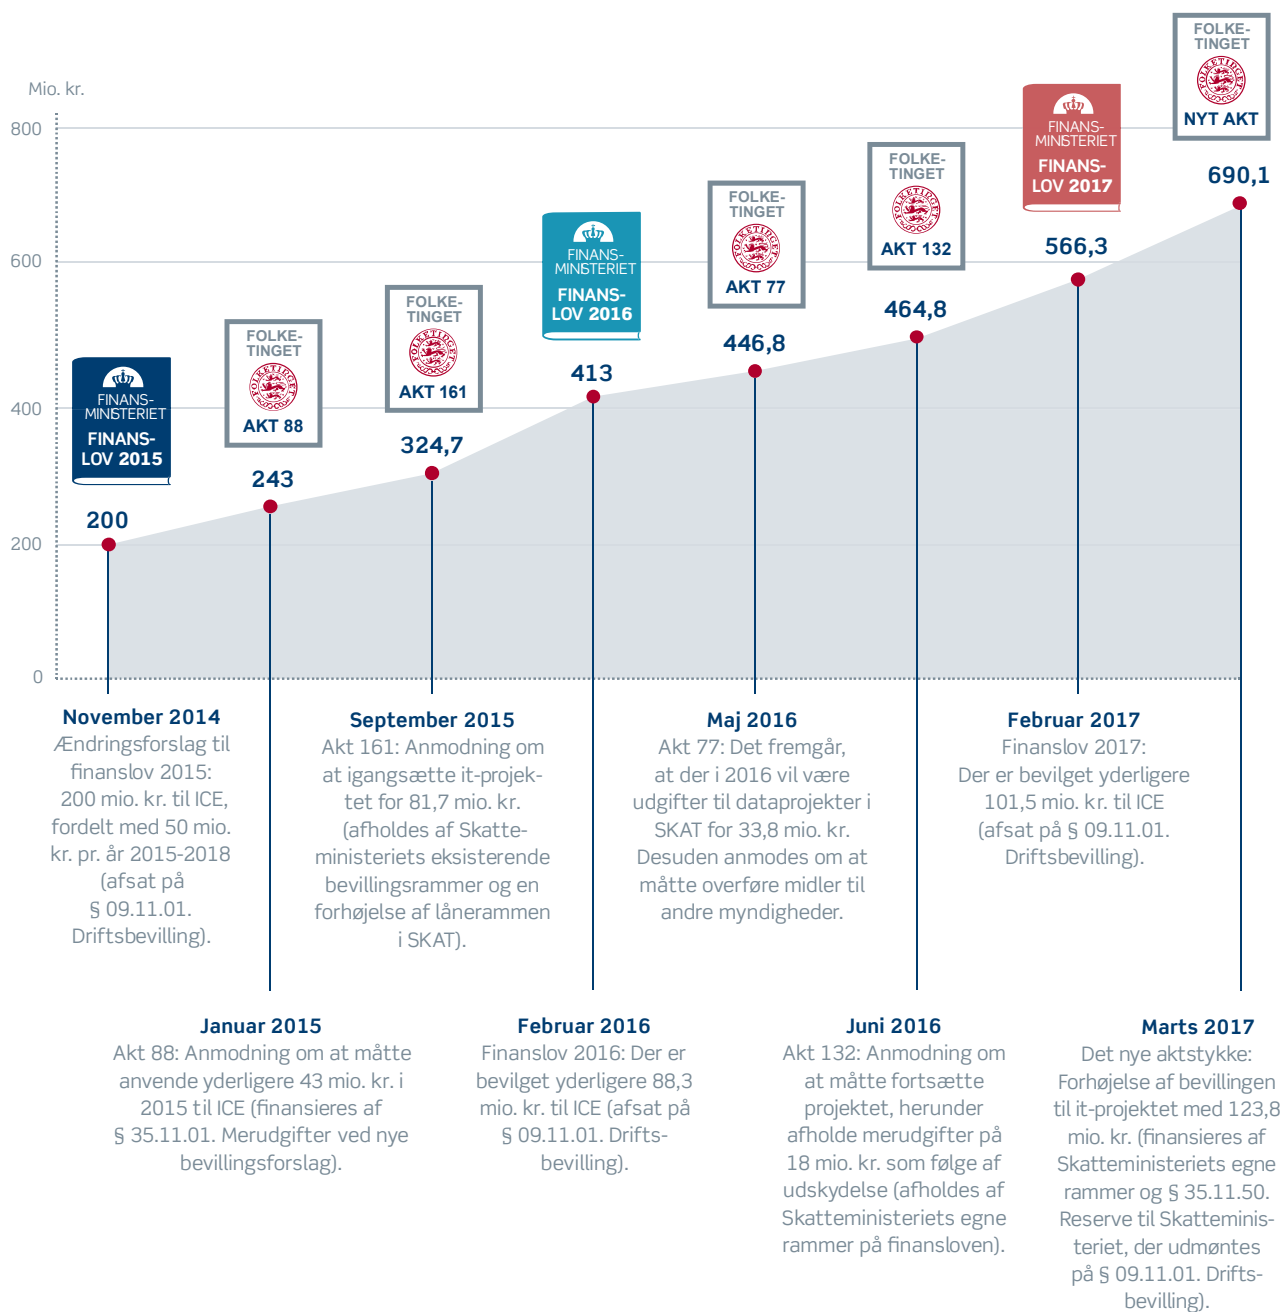 Mio. kr.
800
600
400
200
0
FINANS-
MINISTERIET
FINANS-
LOV 2015
200
FOLKE-
TINGET
FOLKETINGET
AKT 88
243
FOLKE-
TINGET
FOLKETINGET
AKT 161
324,7
FINANS-
MINISTERIET
FINANS-
LOV 2016
413
FOLKE-
TINGET
FOLKETINGET
AKT 77
446,8
FOLKE-
TINGET
FOLKETINGET
AKT 132
464,8
FINANS-
MINISTERIET
FINANS-
LOV 2017
566,3
FOLKE-
TINGET
FOLKETINGET
NYT AKT
690,1
November 2014
Ændringsforslag til
finanslov 2015:
200 mio. kr. til ICE,
fordelt med 50 mio.
kr. pr. år 2015-2018
(afsat på
§ 09.11.01.
Driftsbevilling).
Januar 2015
Akt 88: Anmodning om at måtte
anvende yderligere 43 mio. kr. i
2015 til ICE (finansieres af
§ 35.11.01. Merudgifter ved nye
bevillingsforslag).
September 2015
Akt 161: Anmodning om
at igangsætte it-projek-
tet for 81,7 mio. kr.
(afholdes af Skatte-
ministeriets eksisterende
bevillingsrammer og en
forhøjelse af lånerammen
i SKAT).
Februar 2016
Finanslov 2016: Der er
bevilget yderligere 88,3
mio. kr. til ICE (afsat på
§ 09.11.01. Drifts-
bevilling).
Maj 2016
Akt 77: Det fremgår,
at der i 2016 vil være
udgifter til dataprojekter i
SKAT for 33,8 mio. kr.
Desuden anmodes om at
måtte overføre midler til
andre myndigheder.
Juni 2016
Akt 132: Anmodning om
at måtte fortsætte
projektet, herunder
afholde merudgifter på
18 mio. kr. som følge af
udskydelse (afholdes af
Skatteministeriets egne
rammer på finansloven).
Februar 2017
Finanslov 2017:
Der er bevilget yderligere
101,5 mio. kr. til ICE
(afsat på § 09.11.01.
Driftsbevilling).
Marts 2017
Det nye aktstykke:
Forhøjelse af bevillingen
til it-projektet med 123,8
mio. kr. (finansieres af
Skatteministeriets egne
rammer og § 35.11.50.
Reserve til Skatteminis-
teriet, der udmøntes
på § 09.11.01. Drifts-
bevilling).